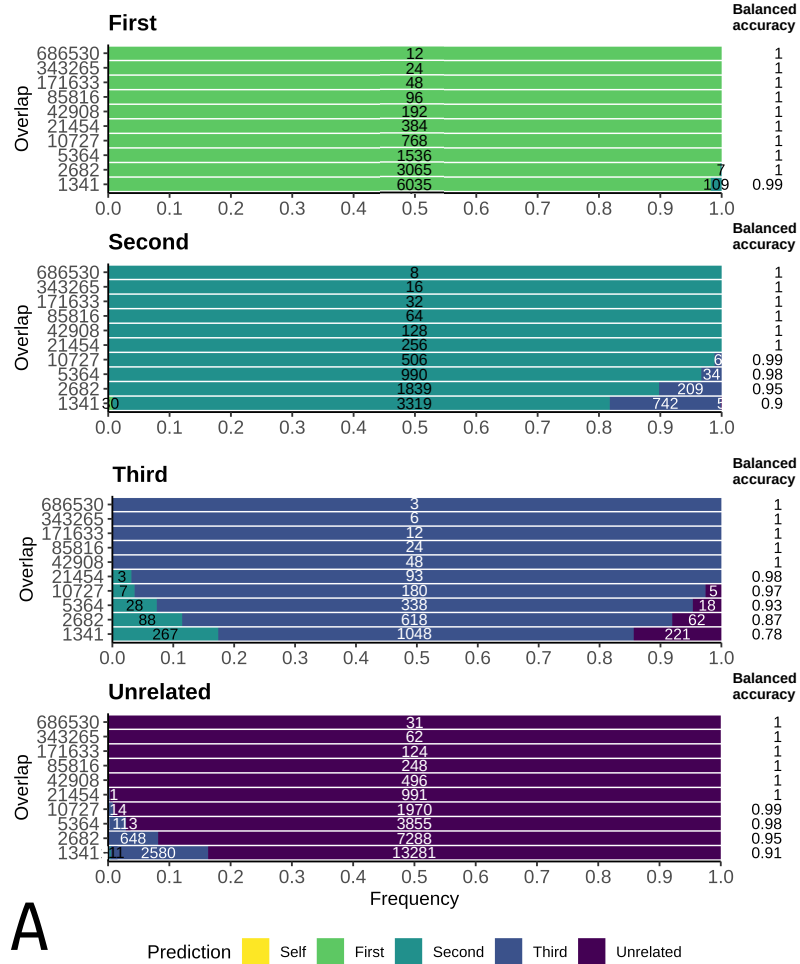 Balanced
accuracy
First
Overlap
686530 12 1
343265 24 1
171633 48 1
85816 96 1
42908 192 1
21454 384 1
10727 768 1
5364 1536 1
2682 3065 7 1
1341 6035 109 0.99
0.0 0.1 0.2 0.3 0.4 0.5 0.6 0.7 0.8 0.9 1.0
Balanced
accuracy
Second
Overlap
686530 8 1
343265 16 1
171633 32 1
85816 64 1
42908 128 1
21454 256 1
10727 506 6 0.99
5364 990 34 0.98
2682 1839 209 0.95
1341 30 3319 742 5 0.9
0.0 0.1 0.2 0.3 0.4 0.5 0.6 0.7 0.8 0.9 1.0
Balanced
accuracy
Third
Overlap
686530 3 1
343265 6 1
171633 12 1
85816 24 1
42908 48 1
21454 3 93 0.98
10727 7 180 5 0.97
5364 28 338 18 0.93
2682 88 618 62 0.87
1341 267 1048 221 0.78
0.0 0.1 0.2 0.3 0.4 0.5 0.6 0.7 0.8 0.9 1.0
Balanced
accuracy
Unrelated
Overlap
686530 31 1
343265 62 1
171633 124 1
85816 248 1
42908 496 1
21454 1 991 1
10727 14 1970 0.99
5364 113 3855 0.98
2682 648 7288 0.95
1341 11 2580 13281 0.91
0.0 0.1 0.2 0.3 0.4 0.5 0.6 0.7 0.8 0.9 1.0
Frequency
A
Prediction Self First Second Third Unrelated